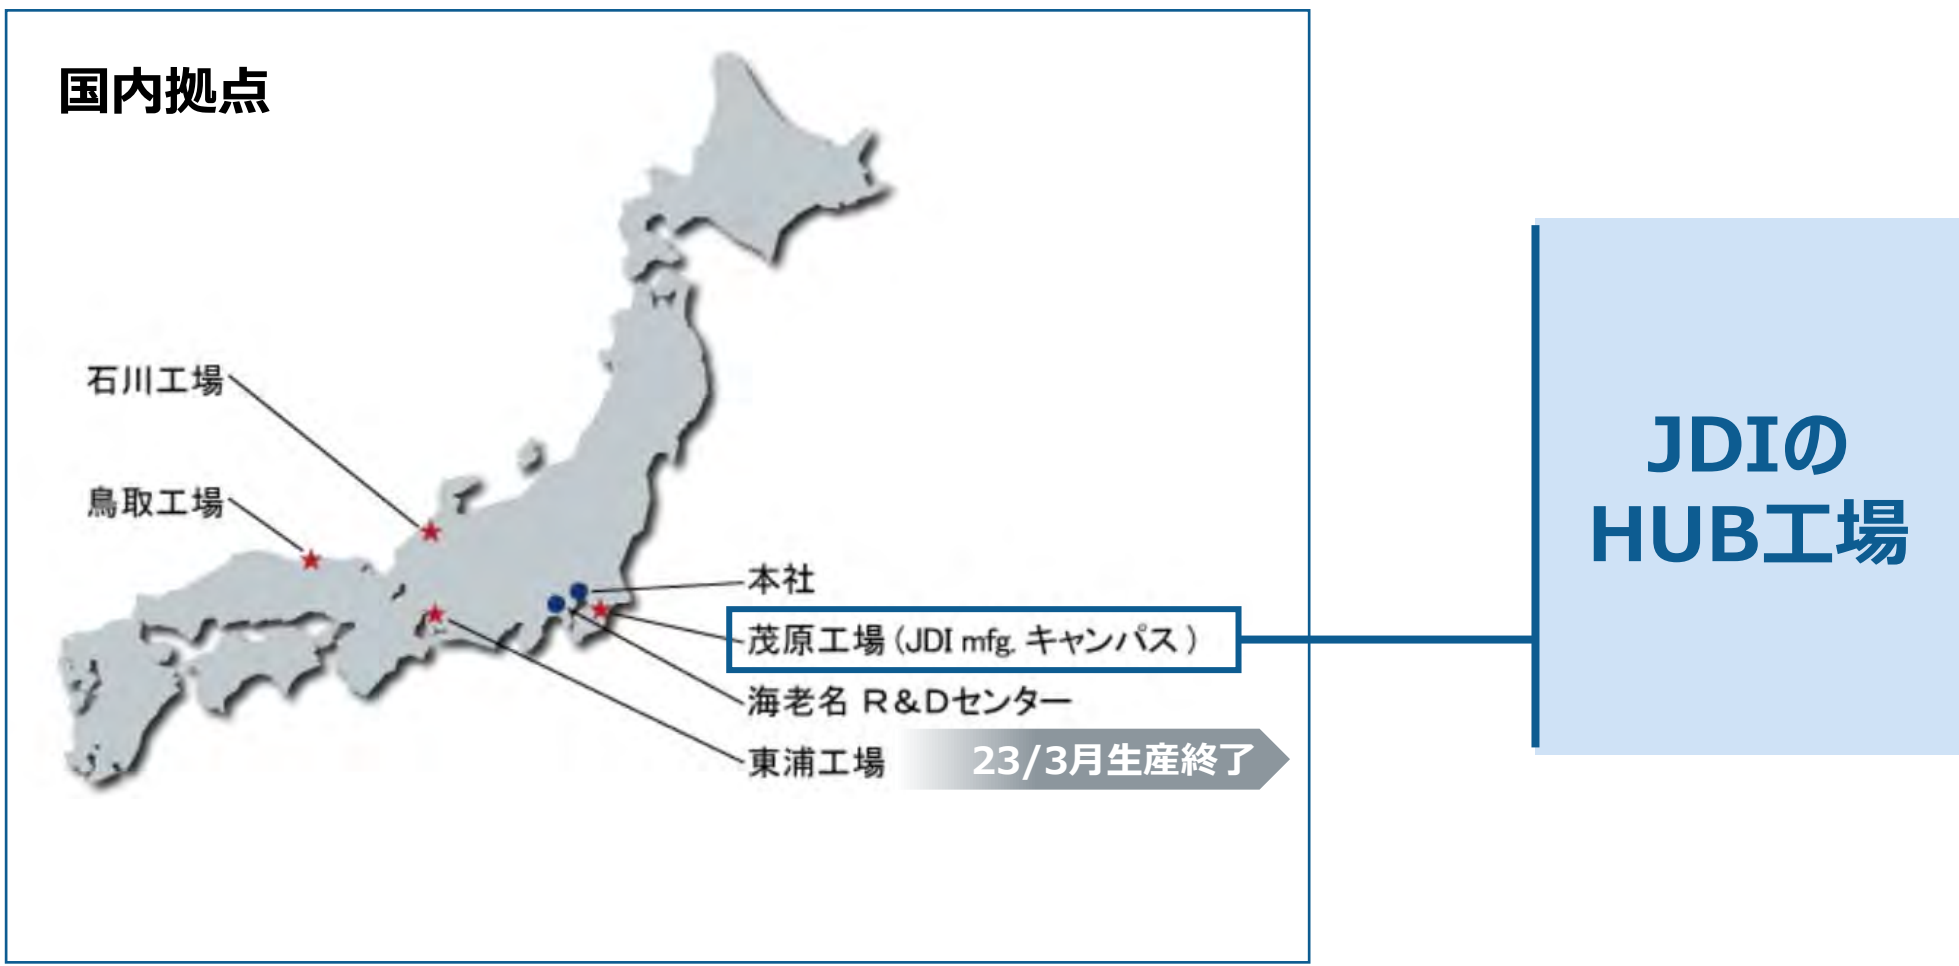 国内拠点
石川工場
鳥取工場
本社
茂原工場 (JDI mfg. キャンパス )
海老名 R&Dセンター
東浦工場
23/3月生産終了
JDIの
HUB工場